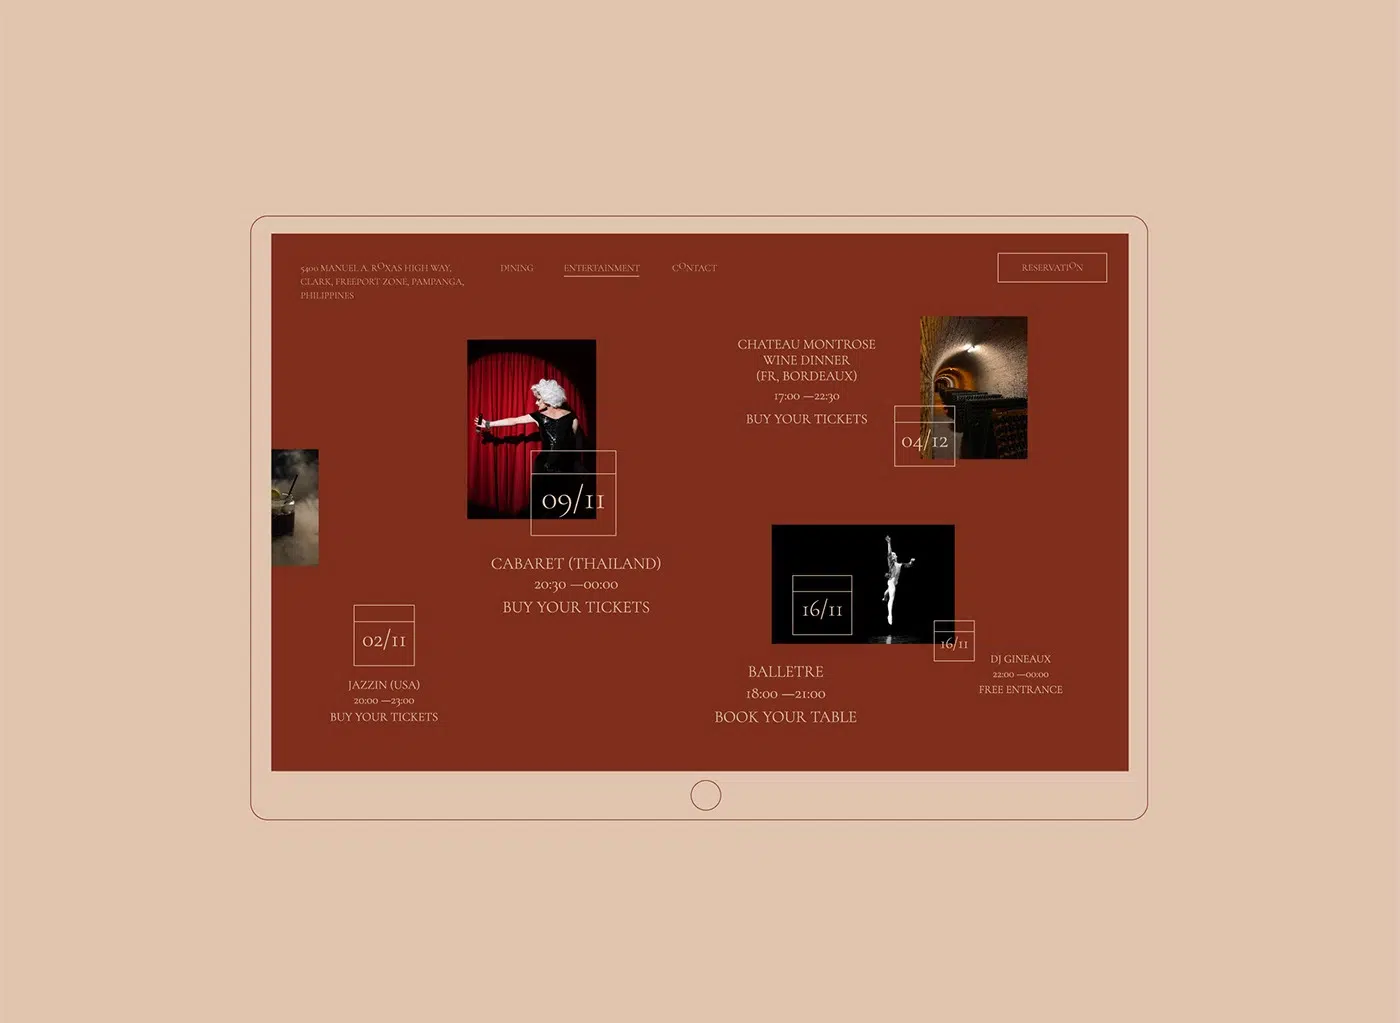 5400 MANUEL A. ROXAS HIGH WAY,
CLARK, FREEPORT ZONE, PAMPANGA,
PHILIPPINES
DINING
ENTERTAINMENT
CONTACT
RESERVATION
09/11
CABARET (THAILAND)
20:30 —00:00
BUY YOUR TICKETS
CHATEAU MONTROSE
WINE DINNER
(FR, BORDEAUX)
17:00 —22:30
BUY YOUR TICKETS
04/12
02/11
JAZZIN (USA)
20:00 —23:00
BUY YOUR TICKETS
16/11
BALLETRE
18:00 —21:00
BOOK YOUR TABLE
16/11
DJ GINEAUX
22:00 —00:00
FREE ENTRANCE